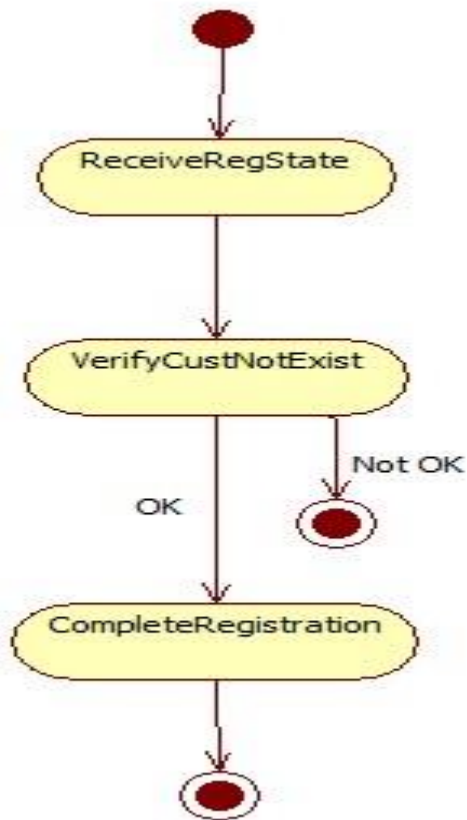 ReceiveRegState
VerifyCustNotExist
Not OK
OK
CompleteRegistration